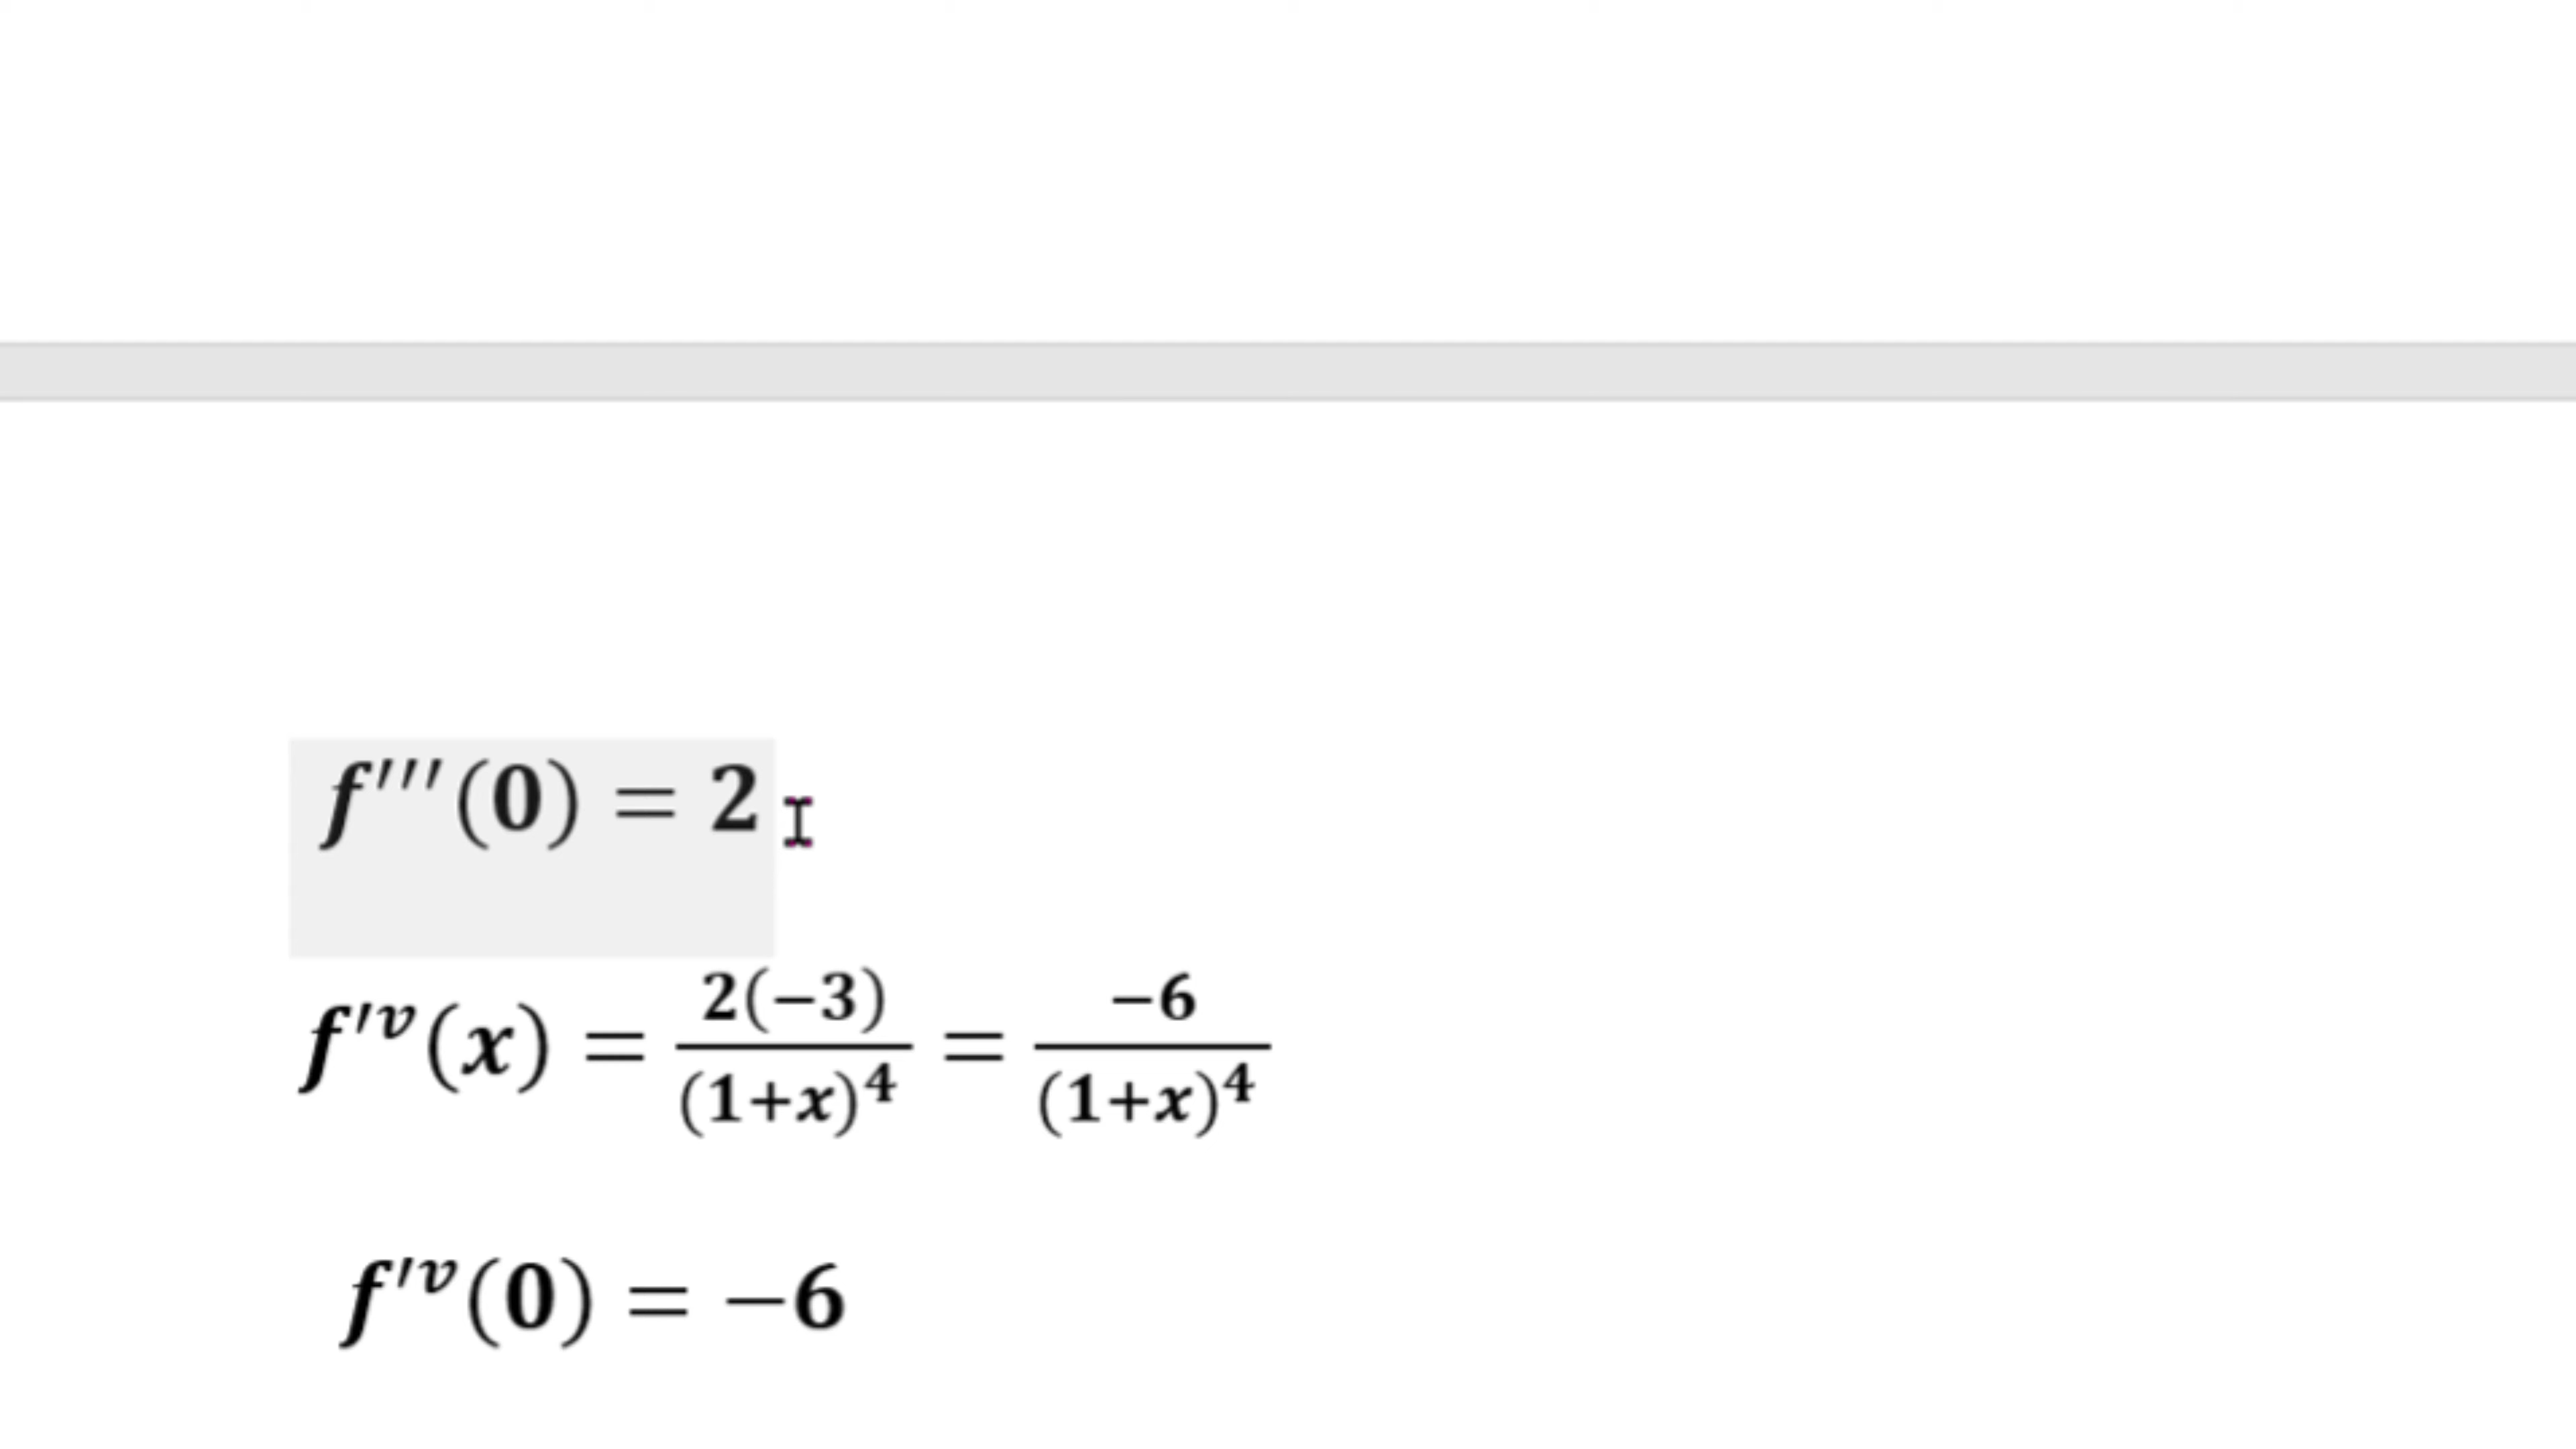 f′′′(0) = 2
f′ᵛ(x) = 2(−3)/(1+x)⁴ = −6/(1+x)⁴
f′ᵛ(0) = −6